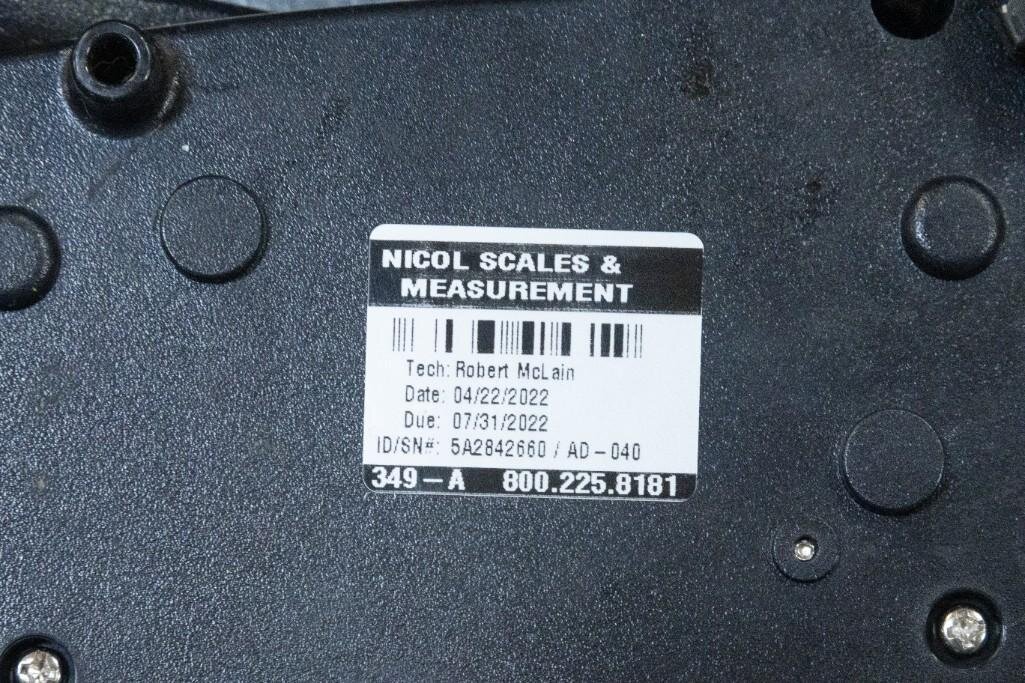 NICOL SCALES &
MEASUREMENT
Tech: Robert McLain
Date: 04/22/2022
Due: 07/31/2022
ID/SN#: 5A2842660 / AD-040
349-A 800.225.8181